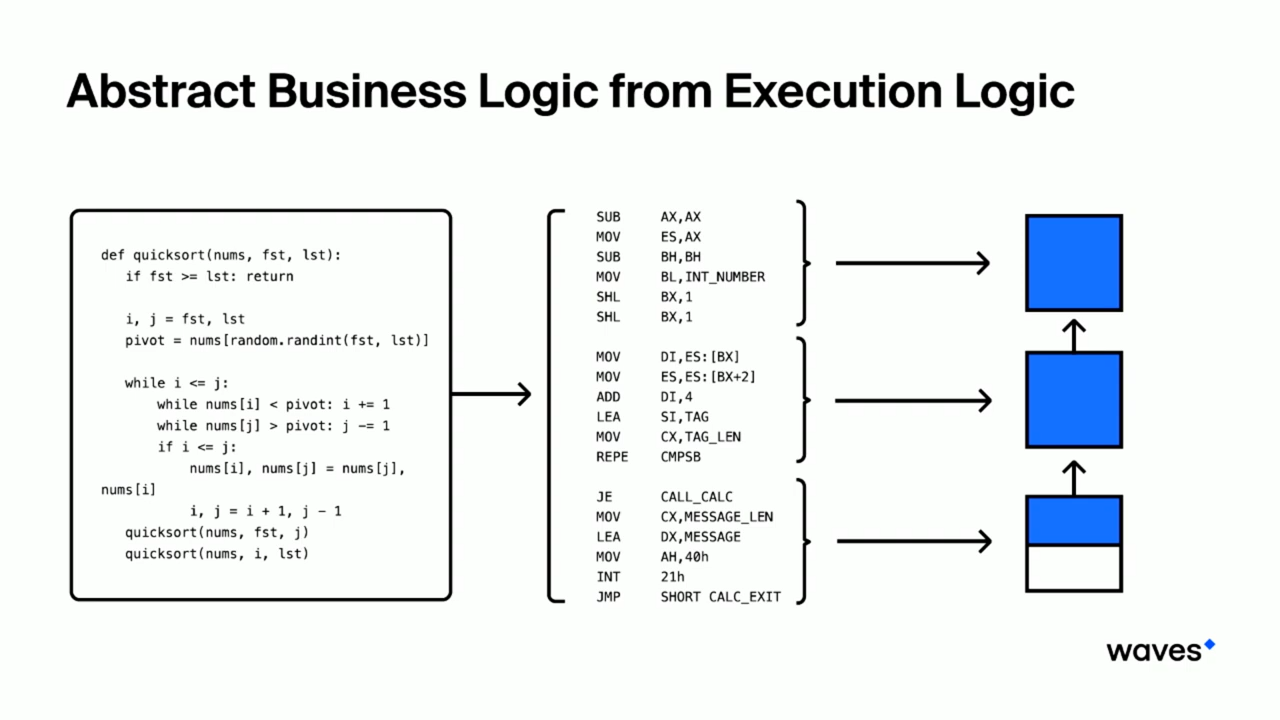 Abstract Business Logic from Execution Logic
def quicksort(nums, fst, lst):
if fst >= lst: return
i, j = fst, lst
pivot = nums[random.randint(fst, lst)]
while i <= j:
while nums[i] < pivot: i += 1
while nums[j] > pivot: j -= 1
if i <= j:
nums[i], nums[j] = nums[j],
nums[i]
i, j = i + 1, j - 1
quicksort(nums, fst, j)
quicksort(nums, i, lst)
SUB AX,AX
MOV ES,AX
SUB BH,BH
MOV BL,INT_NUMBER
SHL BX,1
SHL BX,1
MOV DI,ES:[BX]
MOV ES,ES:[BX+2]
ADD DI,4
LEA SI,TAG
MOV CX,TAG_LEN
REPE CMPSB
JE CALL_CALC
MOV CX,MESSAGE_LEN
LEA DX,MESSAGE
MOV AH,40h
INT 21h
JMP SHORT CALC_EXIT
waves